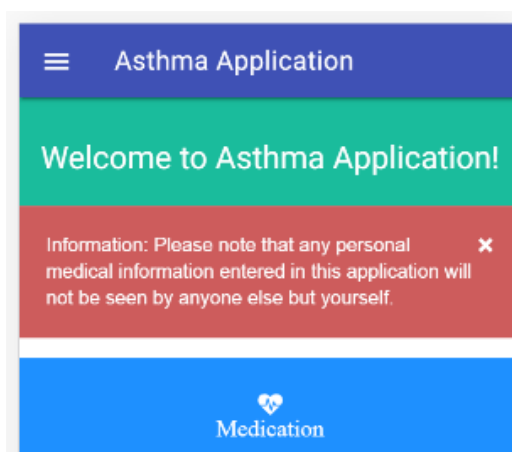 Asthma Application
Welcome to Asthma Application!
Information: Please note that any personal
medical information entered in this application will
not be seen by anyone else but yourself.
Medication